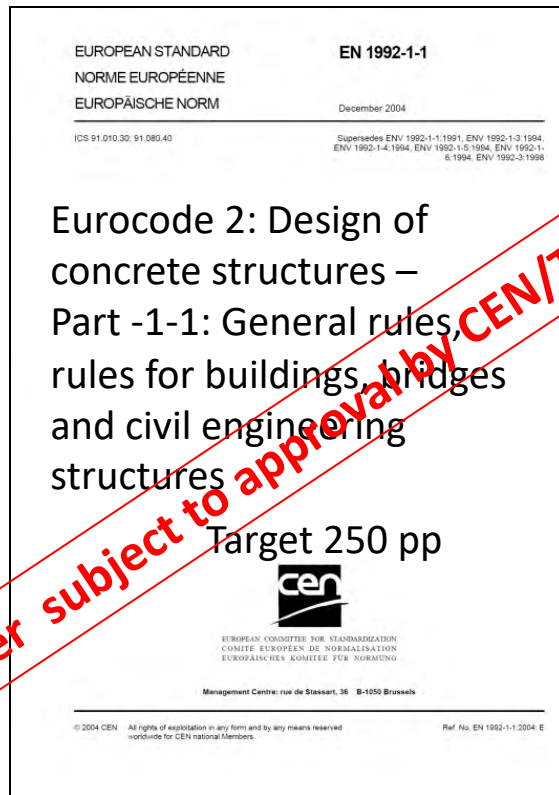 EUROPEAN STANDARD
NORME EUROPÉENNE
EUROPÄISCHE NORM
EN 1992-1-1
December 2004
ICS 91.010.30; 91.080.40
Supersedes ENV 1992-1-1:1991, ENV 1992-1-3:1994,
ENV 1992-1-4:1994, ENV 1992-1-5:1994, ENV 1992-1-
6:1994, ENV 1992-3:1998
Eurocode 2: Design of
concrete structures –
Part -1-1: General rules,
rules for buildings, bridges
and civil engineering
structures
Target 250 pp
subject to approval by CEN/
cen
EUROPEAN COMMITTEE FOR STANDARDIZATION
COMITÉ EUROPÉEN DE NORMALISATION
EUROPÄISCHES KOMITEE FÜR NORMUNG
Management Centre: rue de Stassart, 36 B-1050 Brussels
© 2004 CEN All rights of exploitation in any form and by any means reserved
worldwide for CEN national Members.
Ref. No. EN 1992-1-1:2004: E